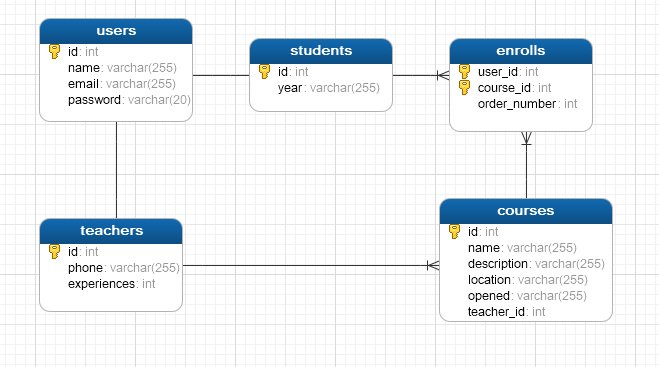 users
id: int
name: varchar(255)
email: varchar(255)
password: varchar(20)
students
id: int
year: varchar(255)
enrolls
user_id: int
course_id: int
order_number: int
teachers
id: int
phone: varchar(255)
experiences: int
courses
id: int
name: varchar(255)
description: varchar(255)
location: varchar(255)
opened: varchar(255)
teacher_id: int